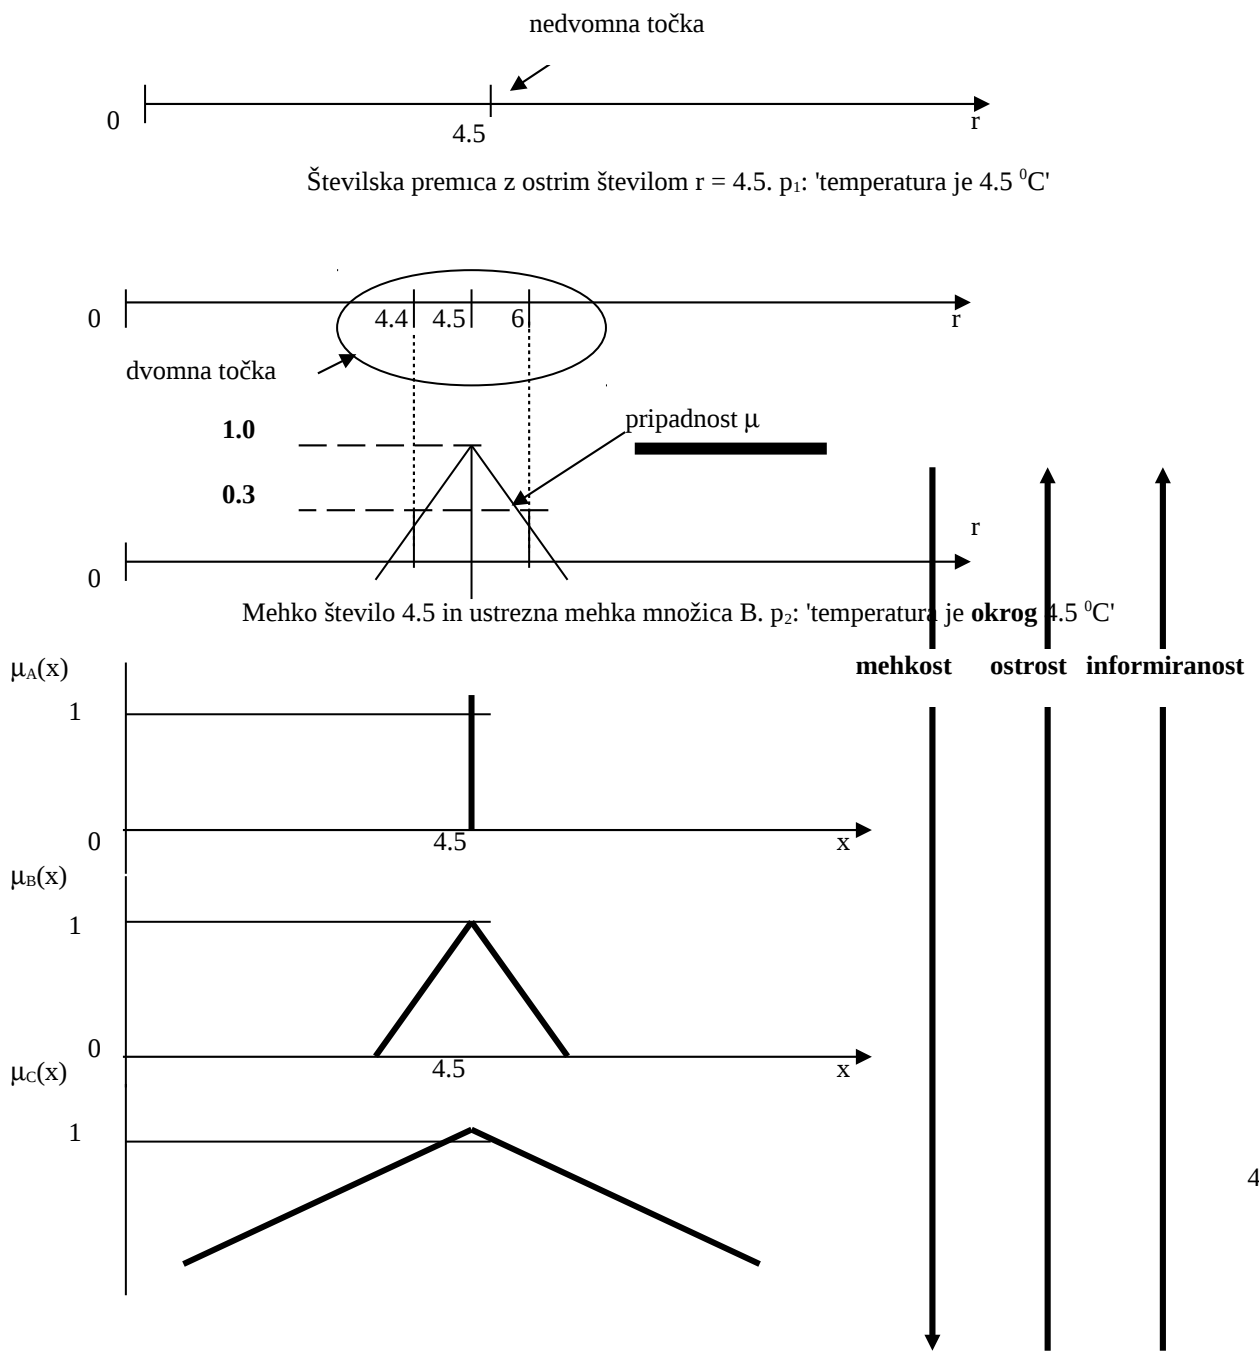 nedvomna točka
0
4.5
r
Številska premica z ostrim številom r = 4.5. p₁: 'temperatura je 4.5 ⁰C'
0
4.4
4.5
6
r
dvomna točka
pripadnost μ
1.0
0.3
r
0
Mehko število 4.5 in ustrezna mehka množica B. p₂: 'temperatura je okrog 4.5 ⁰C'
μA(x)
mehkost
ostrost
informiranost
1
0
4.5
x
μB(x)
1
0
4.5
x
μC(x)
1
4